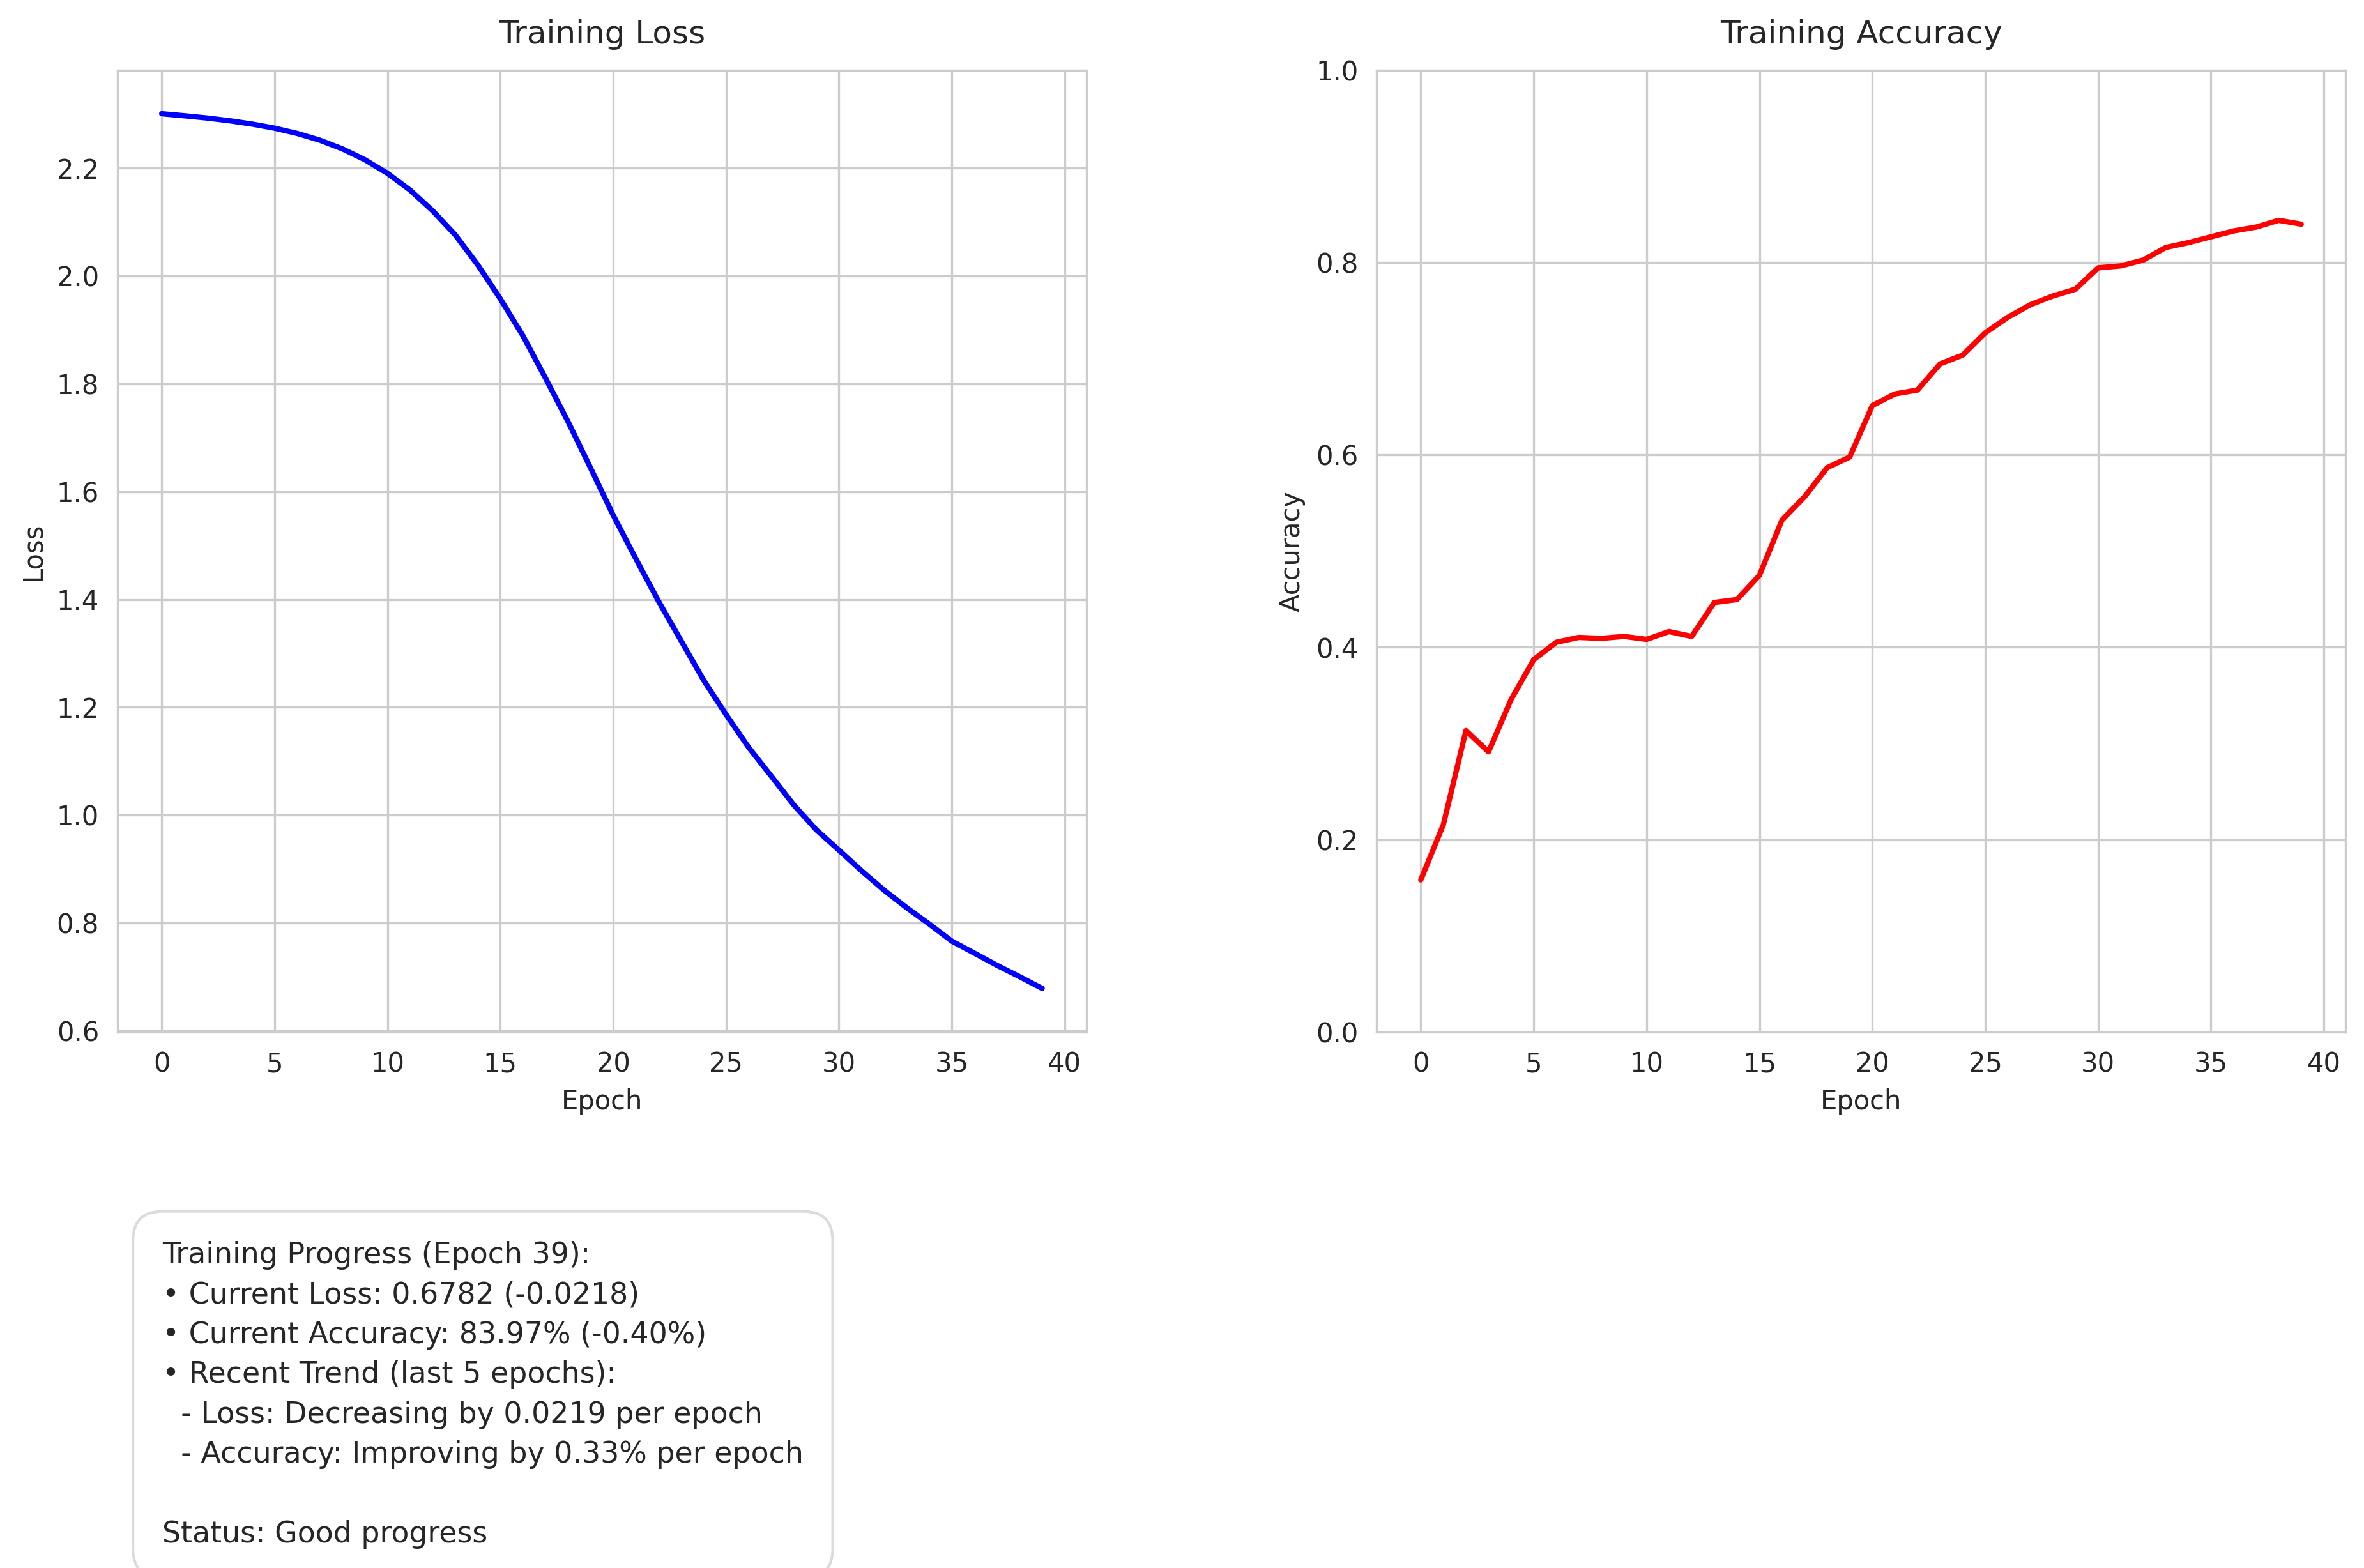 Training Loss
2.2
2.0
1.8
1.6
1.4
1.2
1.0
0.8
0.6
Loss
0 5 10 15 20 25 30 35 40
Epoch
Training Accuracy
1.0
0.8
0.6
0.4
0.2
0.0
Accuracy
0 5 10 15 20 25 30 35 40
Epoch
Training Progress (Epoch 39):
• Current Loss: 0.6782 (-0.0218)
• Current Accuracy: 83.97% (-0.40%)
• Recent Trend (last 5 epochs):
- Loss: Decreasing by 0.0219 per epoch
- Accuracy: Improving by 0.33% per epoch
Status: Good progress